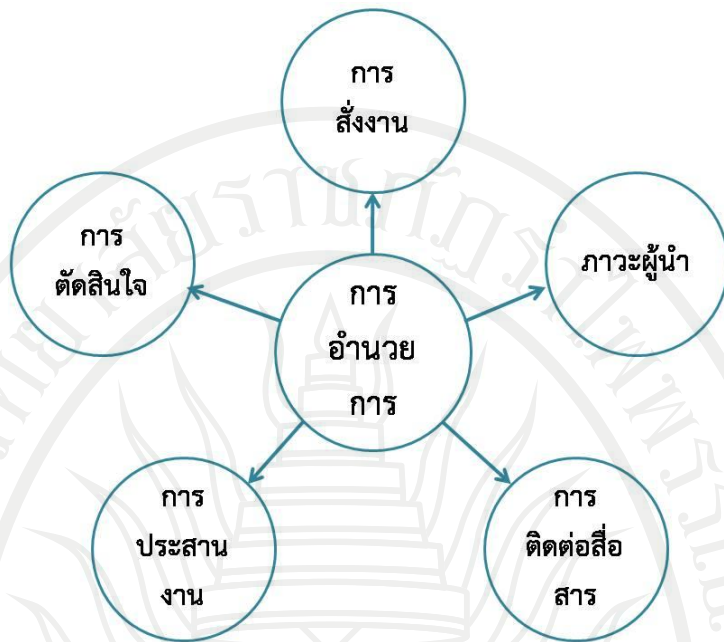 การ
สั่งงาน
การ
ตัดสินใจ
ภาวะผู้นำ
การ
อำนวย
การ
การ
ประสาน
งาน
การ
ติดต่อสื่อ
สาร